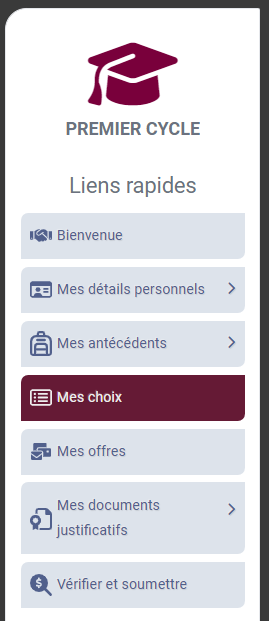 PREMIER CYCLE
Liens rapides
Bienvenue
Mes détails personnels
Mes antécédents
Mes choix
Mes offres
Mes documents
justificatifs
Vérifier et soumettre